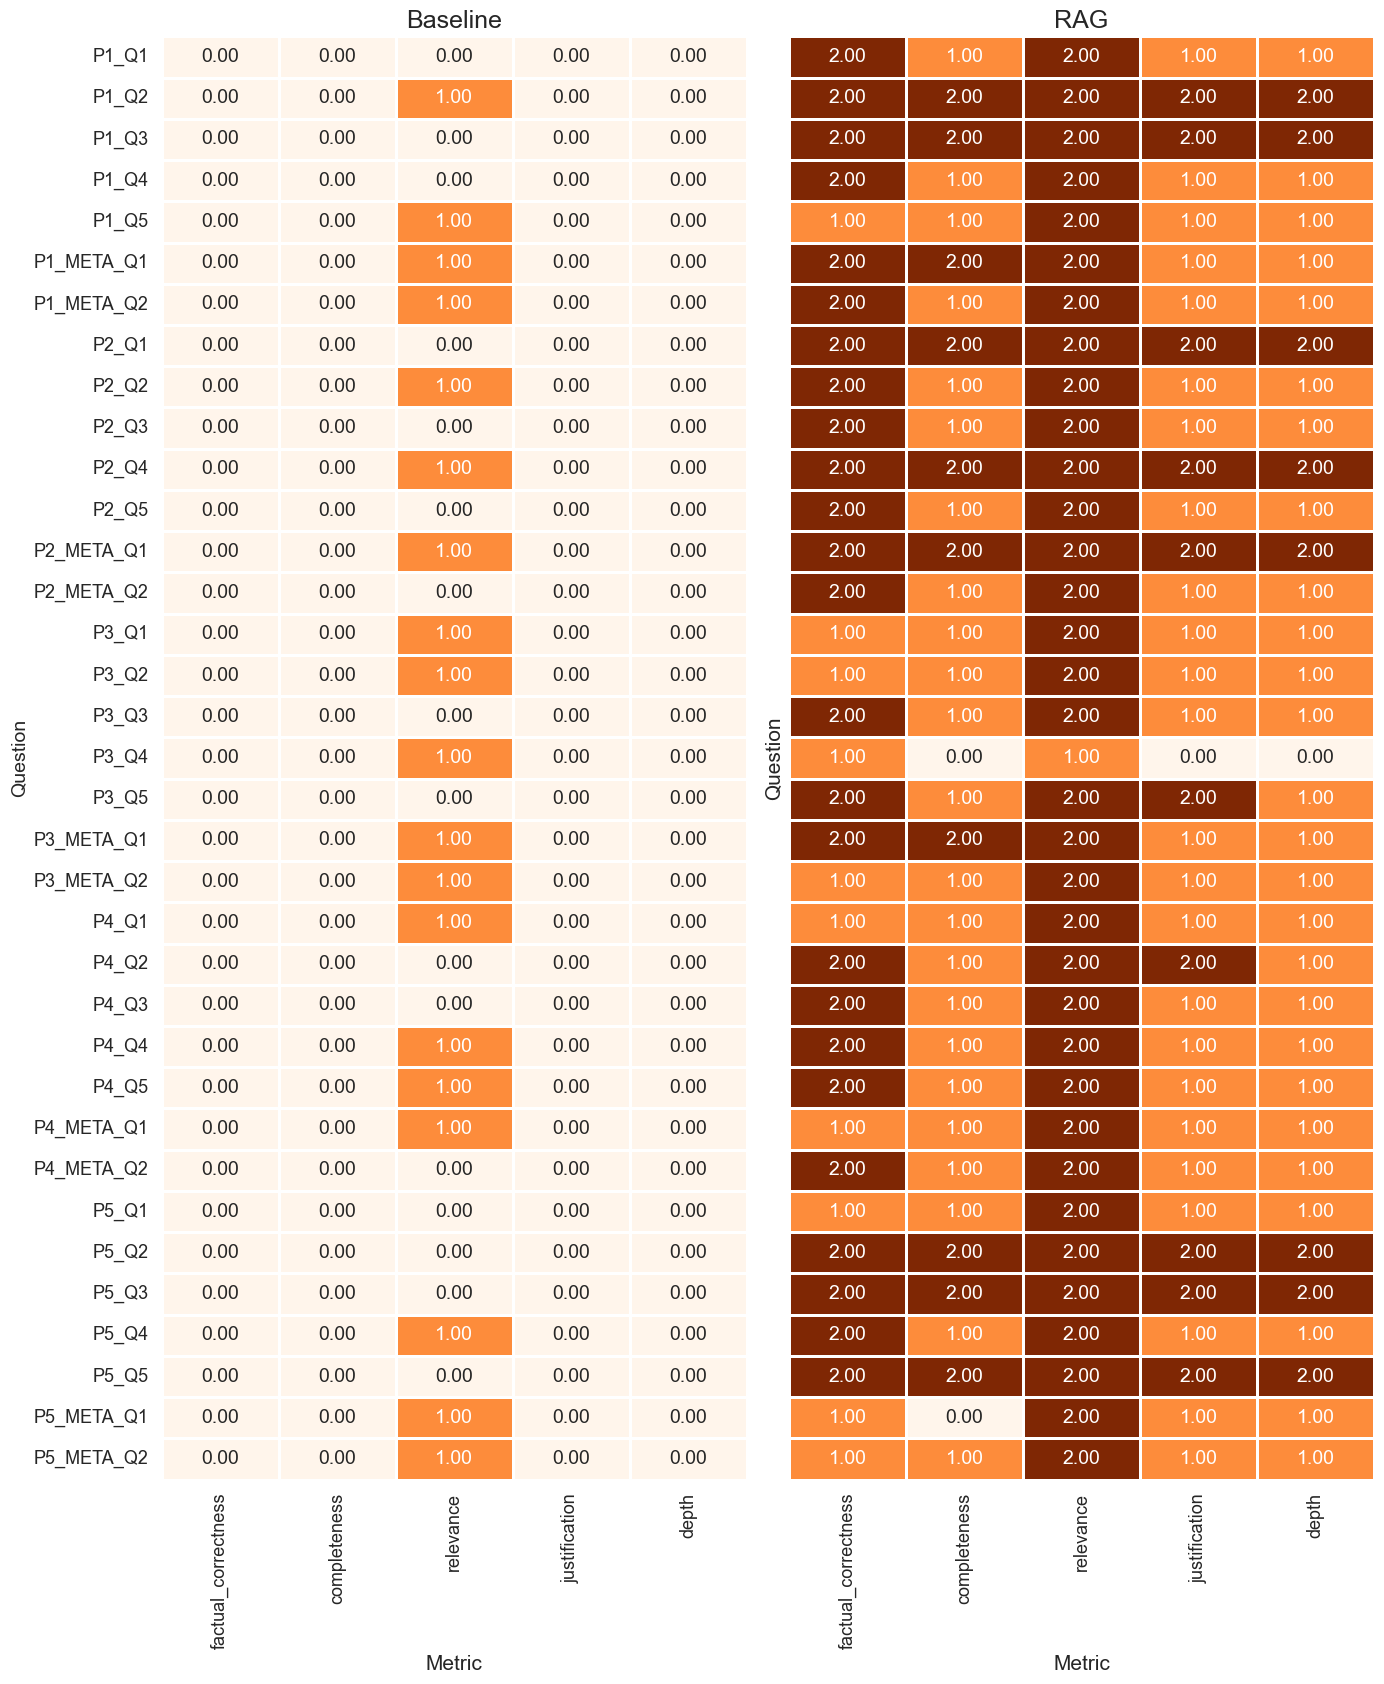 Baseline RAG
P1_Q1 0.00 0.00 0.00 0.00 0.00 2.00 1.00 2.00 1.00 1.00
P1_Q2 0.00 0.00 1.00 0.00 0.00 2.00 2.00 2.00 2.00 2.00
P1_Q3 0.00 0.00 0.00 0.00 0.00 2.00 2.00 2.00 2.00 2.00
P1_Q4 0.00 0.00 0.00 0.00 0.00 2.00 1.00 2.00 1.00 1.00
P1_Q5 0.00 0.00 1.00 0.00 0.00 1.00 1.00 2.00 1.00 1.00
P1_META_Q1 0.00 0.00 1.00 0.00 0.00 2.00 2.00 2.00 1.00 1.00
P1_META_Q2 0.00 0.00 1.00 0.00 0.00 2.00 1.00 2.00 1.00 1.00
P2_Q1 0.00 0.00 0.00 0.00 0.00 2.00 2.00 2.00 2.00 2.00
P2_Q2 0.00 0.00 1.00 0.00 0.00 2.00 1.00 2.00 1.00 1.00
P2_Q3 0.00 0.00 0.00 0.00 0.00 2.00 1.00 2.00 1.00 1.00
P2_Q4 0.00 0.00 1.00 0.00 0.00 2.00 2.00 2.00 2.00 2.00
P2_Q5 0.00 0.00 0.00 0.00 0.00 2.00 1.00 2.00 1.00 1.00
P2_META_Q1 0.00 0.00 1.00 0.00 0.00 2.00 2.00 2.00 2.00 2.00
P2_META_Q2 0.00 0.00 0.00 0.00 0.00 2.00 1.00 2.00 1.00 1.00
P3_Q1 0.00 0.00 1.00 0.00 0.00 1.00 1.00 2.00 1.00 1.00
P3_Q2 0.00 0.00 1.00 0.00 0.00 1.00 1.00 2.00 1.00 1.00
P3_Q3 0.00 0.00 0.00 0.00 0.00 2.00 1.00 2.00 1.00 1.00
P3_Q4 0.00 0.00 1.00 0.00 0.00 1.00 0.00 1.00 0.00 0.00
Question Question
P3_Q5 0.00 0.00 0.00 0.00 0.00 2.00 1.00 2.00 2.00 1.00
P3_META_Q1 0.00 0.00 1.00 0.00 0.00 2.00 2.00 2.00 1.00 1.00
P3_META_Q2 0.00 0.00 1.00 0.00 0.00 1.00 1.00 2.00 1.00 1.00
P4_Q1 0.00 0.00 1.00 0.00 0.00 1.00 1.00 2.00 1.00 1.00
P4_Q2 0.00 0.00 0.00 0.00 0.00 2.00 1.00 2.00 2.00 1.00
P4_Q3 0.00 0.00 0.00 0.00 0.00 2.00 1.00 2.00 1.00 1.00
P4_Q4 0.00 0.00 1.00 0.00 0.00 2.00 1.00 2.00 1.00 1.00
P4_Q5 0.00 0.00 1.00 0.00 0.00 2.00 1.00 2.00 1.00 1.00
P4_META_Q1 0.00 0.00 1.00 0.00 0.00 1.00 1.00 2.00 1.00 1.00
P4_META_Q2 0.00 0.00 0.00 0.00 0.00 2.00 1.00 2.00 1.00 1.00
P5_Q1 0.00 0.00 0.00 0.00 0.00 1.00 1.00 2.00 1.00 1.00
P5_Q2 0.00 0.00 0.00 0.00 0.00 2.00 2.00 2.00 2.00 2.00
P5_Q3 0.00 0.00 0.00 0.00 0.00 2.00 2.00 2.00 2.00 2.00
P5_Q4 0.00 0.00 1.00 0.00 0.00 2.00 1.00 2.00 1.00 1.00
P5_Q5 0.00 0.00 0.00 0.00 0.00 2.00 2.00 2.00 2.00 2.00
P5_META_Q1 0.00 0.00 1.00 0.00 0.00 1.00 0.00 2.00 1.00 1.00
P5_META_Q2 0.00 0.00 1.00 0.00 0.00 1.00 1.00 2.00 1.00 1.00
factual_correctness completeness relevance justification depth factual_correctness completeness relevance justification depth
Metric Metric